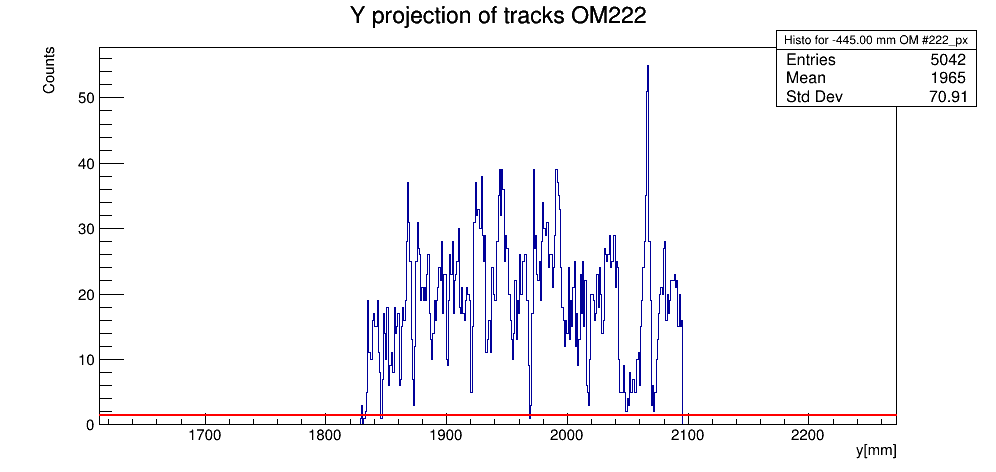 Y projection of tracks OM222
Histo for -445.00 mm OM #222_px
Entries 5042
Mean 1965
Std Dev 70.91
Counts
50
40
30
20
10
0
1700 1800 1900 2000 2100 2200
y[mm]